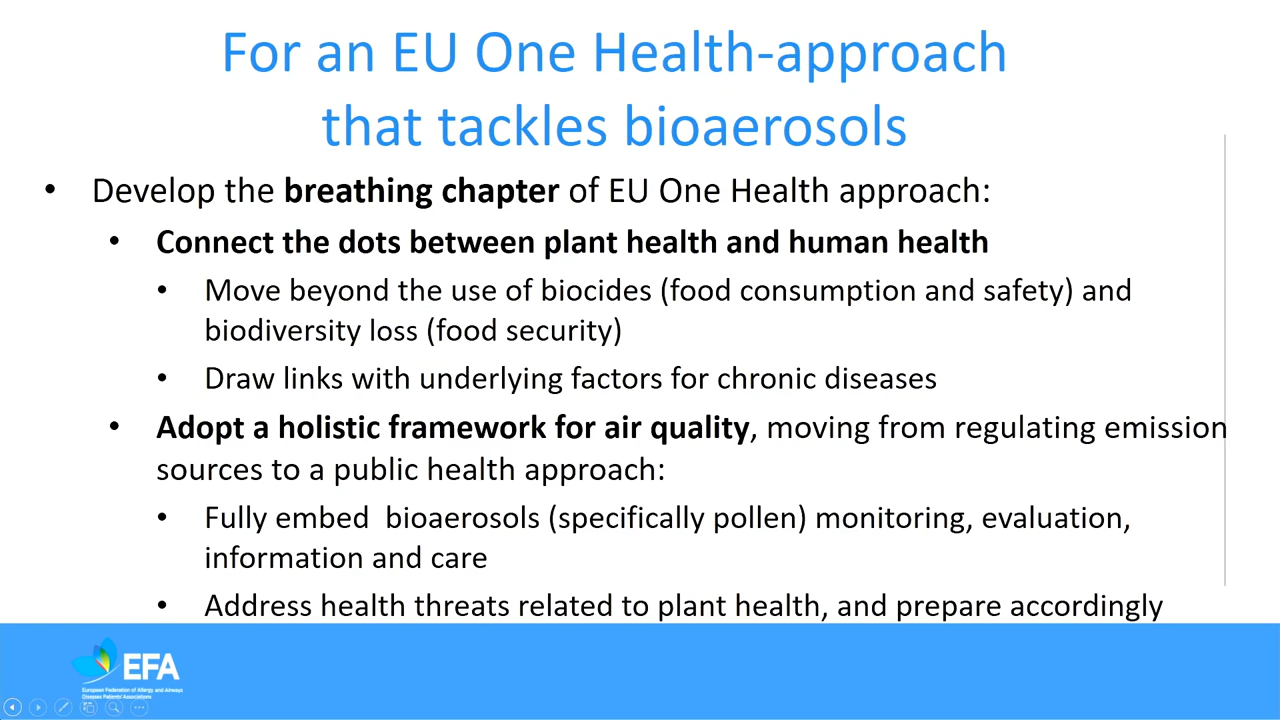 For an EU One Health-approach
that tackles bioaerosols
• Develop the breathing chapter of EU One Health approach:
• Connect the dots between plant health and human health
• Move beyond the use of biocides (food consumption and safety) and
biodiversity loss (food security)
• Draw links with underlying factors for chronic diseases
• Adopt a holistic framework for air quality, moving from regulating emission
sources to a public health approach:
• Fully embed  bioaerosols (specifically pollen) monitoring, evaluation,
information and care
• Address health threats related to plant health, and prepare accordingly
EFA
European Federation of Allergy and Airways
Diseases Patients' Associations